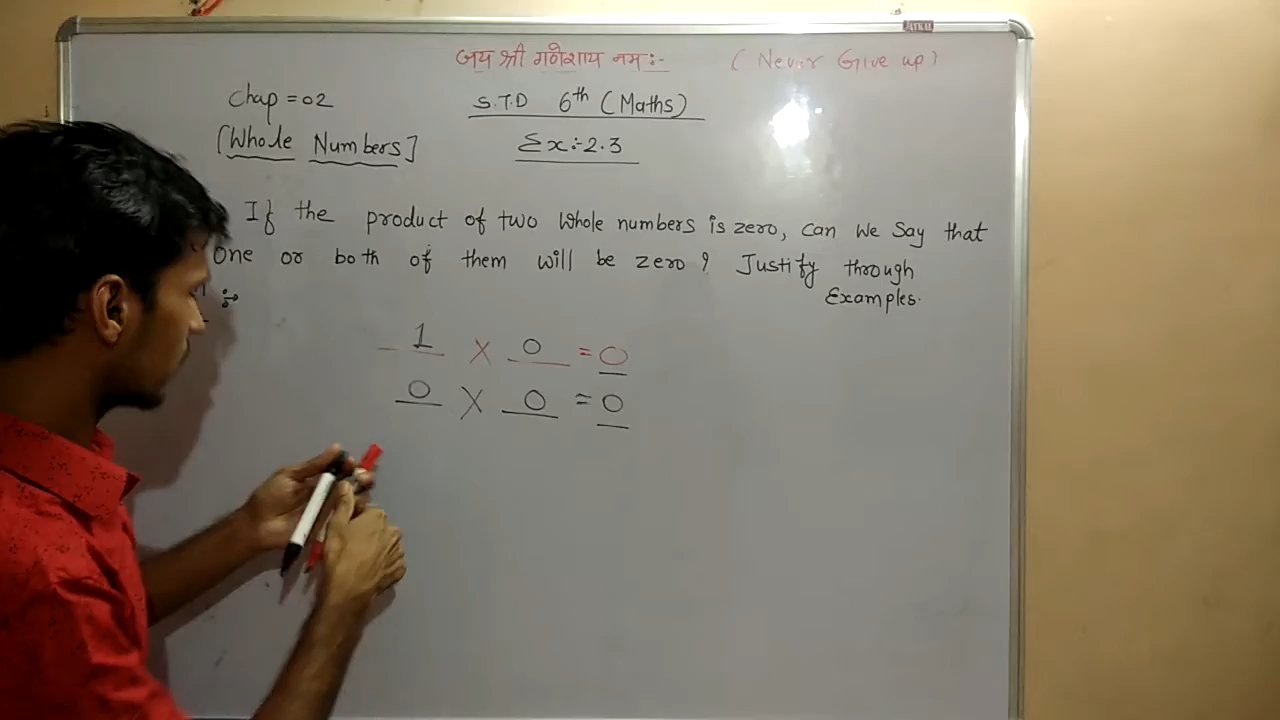 जय श्री गणेशाय नमः:- ( Never Give up )
Chap = 02 S.T.D 6th (Maths)
[Whole Numbers] Ex:-2.3
If the product of two whole numbers is zero, can we say that
one or both of them will be zero? Justify through
Examples.
1 X 0 = 0
0 X 0 = 0